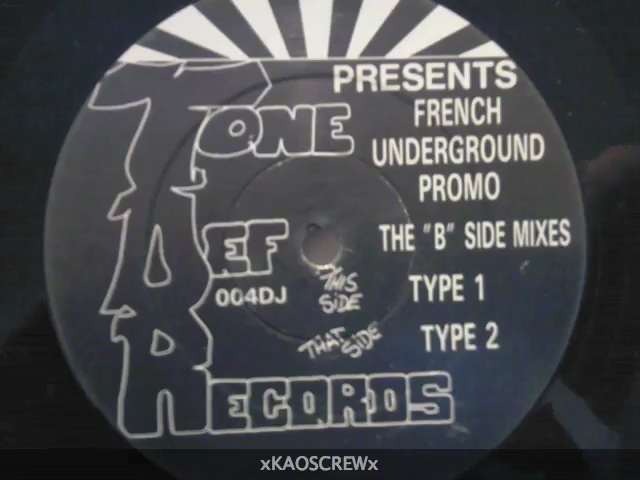 PRESENTS
TONE
FRENCH
UNDERGROUND
PROMO
DEF
THE "B" SIDE MIXES
004DJ
THIS SIDE
TYPE 1
THAT SIDE
TYPE 2
RECORDS
xKAOSCREWx